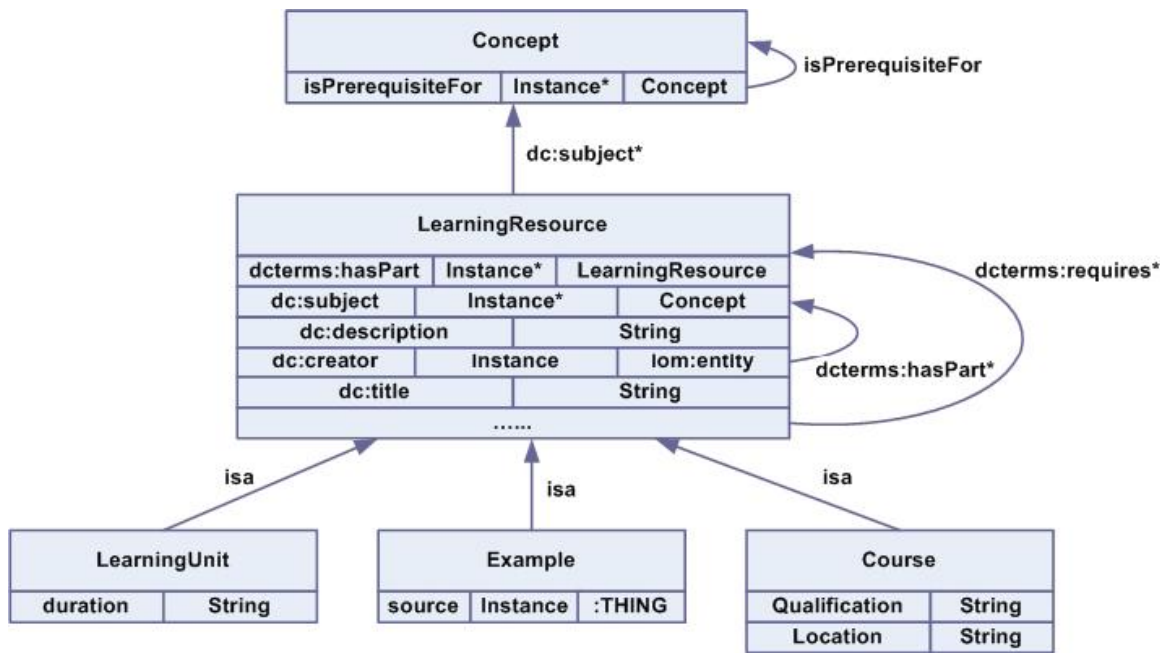 Concept
isPrerequisiteFor Instance* Concept
isPrerequisiteFor
dc:subject*
LearningResource
dcterms:hasPart Instance* LearningResource
dc:subject Instance* Concept
dc:description String
dc:creator Instance lom:entity
dc:title String
…...
dcterms:requires*
dcterms:hasPart*
isa
isa
isa
LearningUnit
duration String
Example
source Instance :THING
Course
Qualification String
Location String